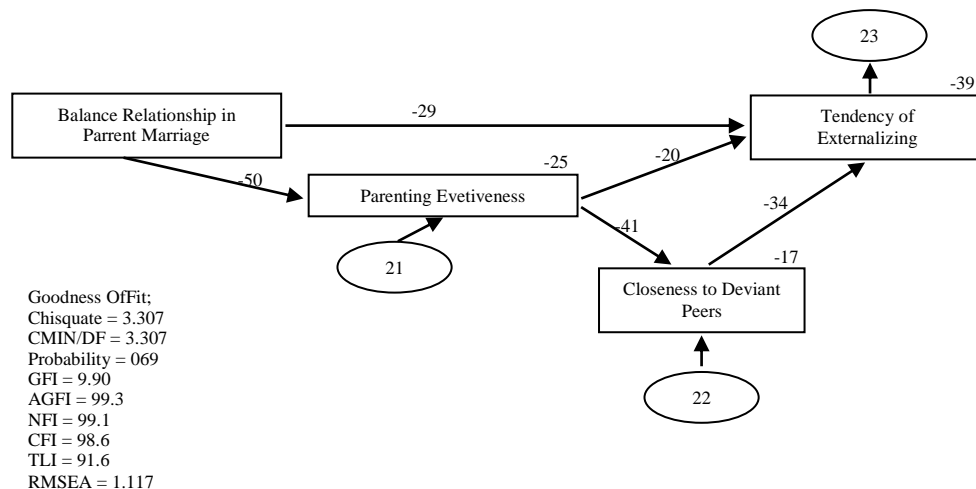 23
-39
Balance Relationship in
Parrent Marriage
-29
Tendency of
Externalizing
-50
-25
-20
Parenting Evetiveness
-34
-41
21
-17
Closeness to Deviant
Peers
22
Goodness OfFit;
Chisquate = 3.307
CMIN/DF = 3.307
Probability = 069
GFI = 9.90
AGFI = 99.3
NFI = 99.1
CFI = 98.6
TLI = 91.6
RMSEA = 1.117